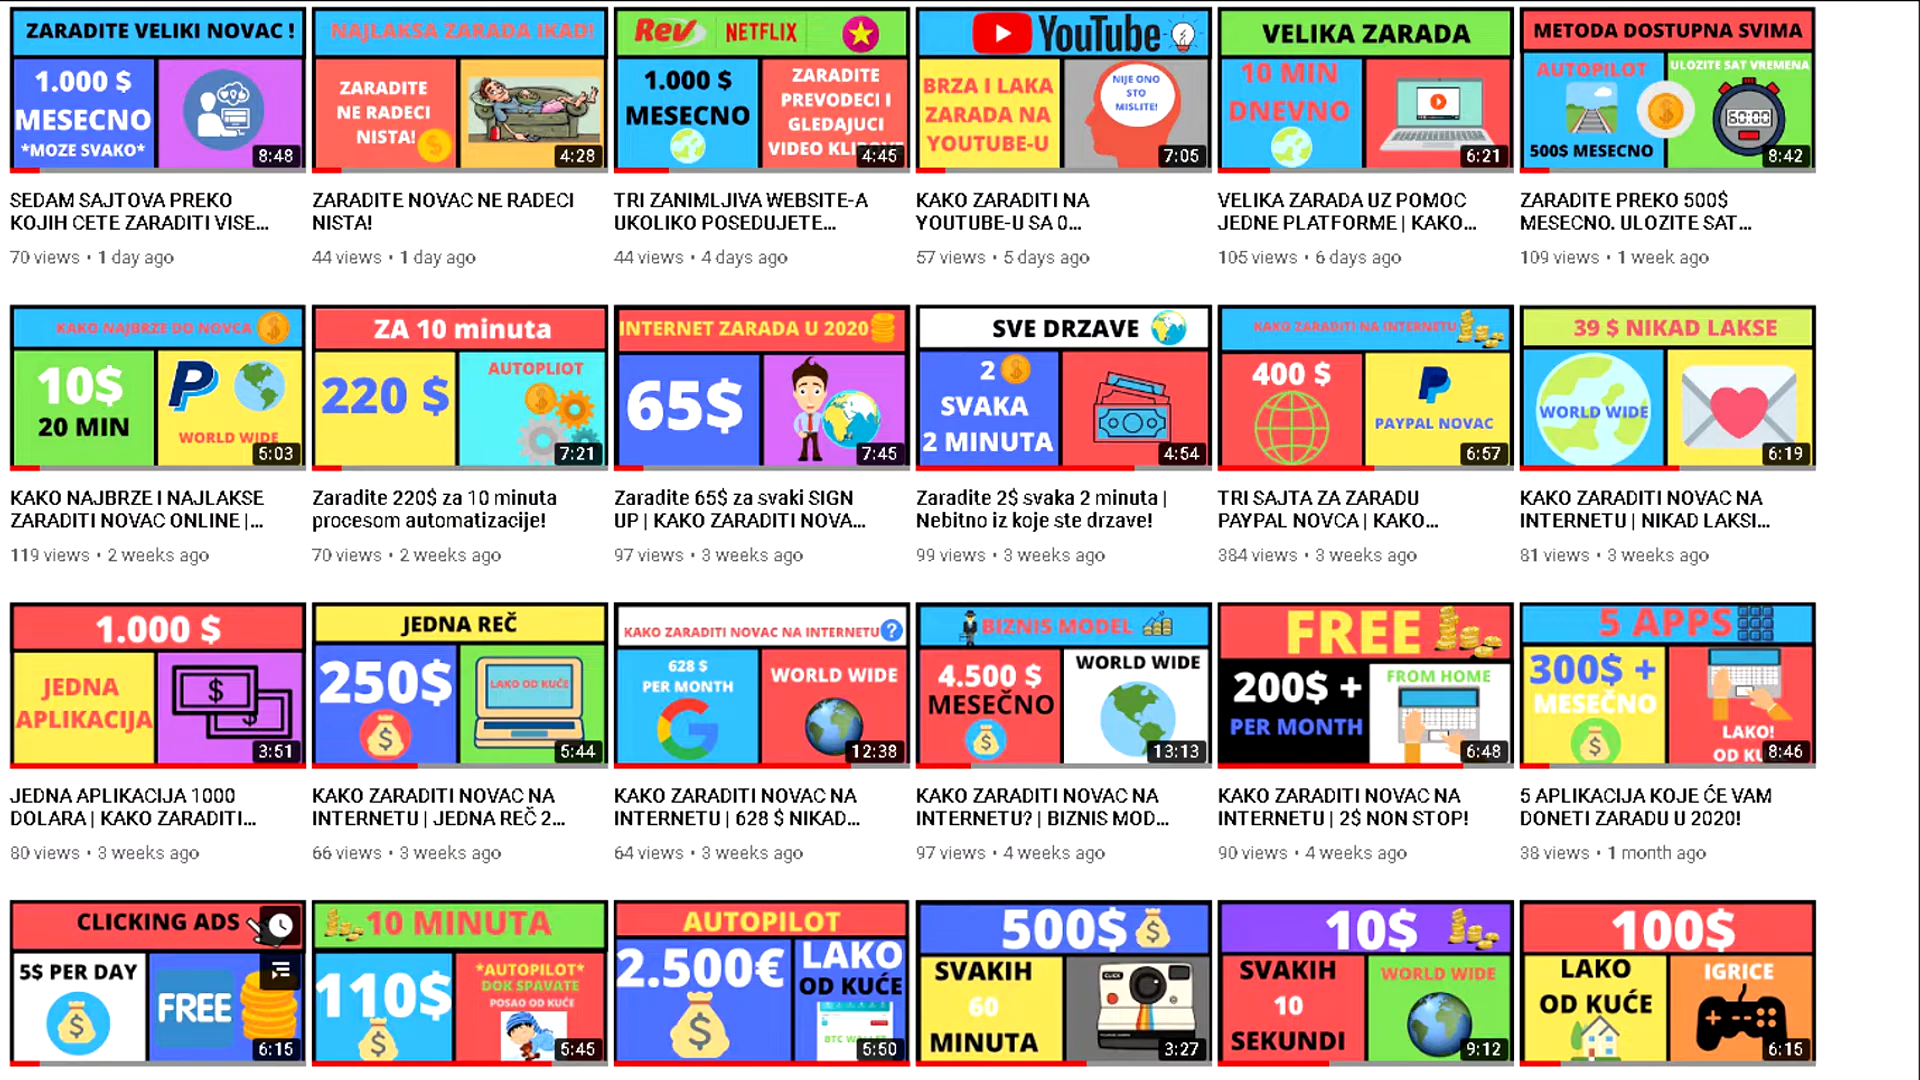 ZARADITE VELIKI NOVAC !
1.000 $
MESECNO
*MOZE SVAKO*
8:48
SEDAM SAJTOVA PREKO
KOJIH CETE ZARADITI VISE...
70 views • 1 day ago
NAJLAKSA ZARADA IKAD!
ZARADITE
NE RADECI
NISTA!
4:28
ZARADITE NOVAC NE RADECI
NISTA!
44 views • 1 day ago
Rev
NETFLIX
1.000 $
MESECNO
ZARADITE
PREVODECI I
GLEDAJUCI
VIDEO KLIPOVE
4:45
TRI ZANIMLJIVA WEBSITE-A
UKOLIKO POSEDUJETE...
44 views • 4 days ago
YouTube
BRZA I LAKA
ZARADA NA
YOUTUBE-U
NIJE ONO
STO
MISLITE!
7:05
KAKO ZARADITI NA
YOUTUBE-U SA 0...
57 views • 5 days ago
VELIKA ZARADA
10 MIN
DNEVNO
6:21
VELIKA ZARADA UZ POMOC
JEDNE PLATFORME | KAKO...
105 views • 6 days ago
METODA DOSTUPNA SVIMA
AUTOPILOT
500$ MESECNO
ULOZITE SAT VREMENA
60:00
8:42
ZARADITE PREKO 500$
MESECNO. ULOZITE SAT...
109 views • 1 week ago
KAKO NAJBRZE DO NOVCA
10$
20 MIN
WORLD WIDE
5:03
KAKO NAJBRZE I NAJLAKSE
ZARADITI NOVAC ONLINE |...
119 views • 2 weeks ago
ZA 10 minuta
220 $
AUTOPLIOT
7:21
Zaradite 220$ za 10 minuta
procesom automatizacije!
70 views • 2 weeks ago
INTERNET ZARADA U 2020
65$
7:45
Zaradite 65$ za svaki SIGN
UP | KAKO ZARADITI NOVA...
97 views • 3 weeks ago
SVE DRZAVE
2
SVAKA
2 MINUTA
4:54
Zaradite 2$ svaka 2 minuta |
Nebitno iz koje ste drzave!
99 views • 3 weeks ago
KAKO ZARADITI NA INTERNETU
400 $
PAYPAL NOVAC
6:57
TRI SAJTA ZA ZARADU
PAYPAL NOVCA | KAKO...
384 views • 3 weeks ago
39 $ NIKAD LAKSE
WORLD WIDE
6:19
KAKO ZARADITI NOVAC NA
INTERNETU | NIKAD LAKSI...
81 views • 3 weeks ago
1.000 $
JEDNA
APLIKACIJA
$
3:51
JEDNA APLIKACIJA 1000
DOLARA | KAKO ZARADITI...
80 views • 3 weeks ago
JEDNA REČ
250$
$
LAKO OD KUĆE
5:44
KAKO ZARADITI NOVAC NA
INTERNETU | JEDNA REČ 2...
66 views • 3 weeks ago
KAKO ZARADITI NOVAC NA INTERNETU ?
628 $
PER MONTH
G
WORLD WIDE
12:38
KAKO ZARADITI NOVAC NA
INTERNETU | 628 $ NIKAD...
64 views • 3 weeks ago
BIZNIS MODEL
4.500 $
MESEČNO
$
WORLD WIDE
13:13
KAKO ZARADITI NOVAC NA
INTERNETU? | BIZNIS MOD...
97 views • 4 weeks ago
FREE
200$ +
PER MONTH
FROM HOME
6:48
KAKO ZARADITI NOVAC NA
INTERNETU | 2$ NON STOP!
90 views • 4 weeks ago
5 APPS
300$ +
MESEČNO
$
LAKO!
OD KUĆE
8:46
5 APLIKACIJA KOJE ĆE VAM
DONETI ZARADU U 2020!
38 views • 1 month ago
CLICKING ADS
5$ PER DAY
$
FREE
6:15
10 MINUTA
110$
$
*AUTOPILOT*
DOK SPAVATE
POSAO OD KUĆE
5:45
AUTOPILOT
2.500€
$
LAKO
OD KUĆE
BTC WALLET
5:50
500$
$
SVAKIH
60
MINUTA
CLICK
3:27
10$
SVAKIH
10
SEKUNDI
WORLD WIDE
9:12
100$
LAKO
OD KUĆE
IGRICE
6:15